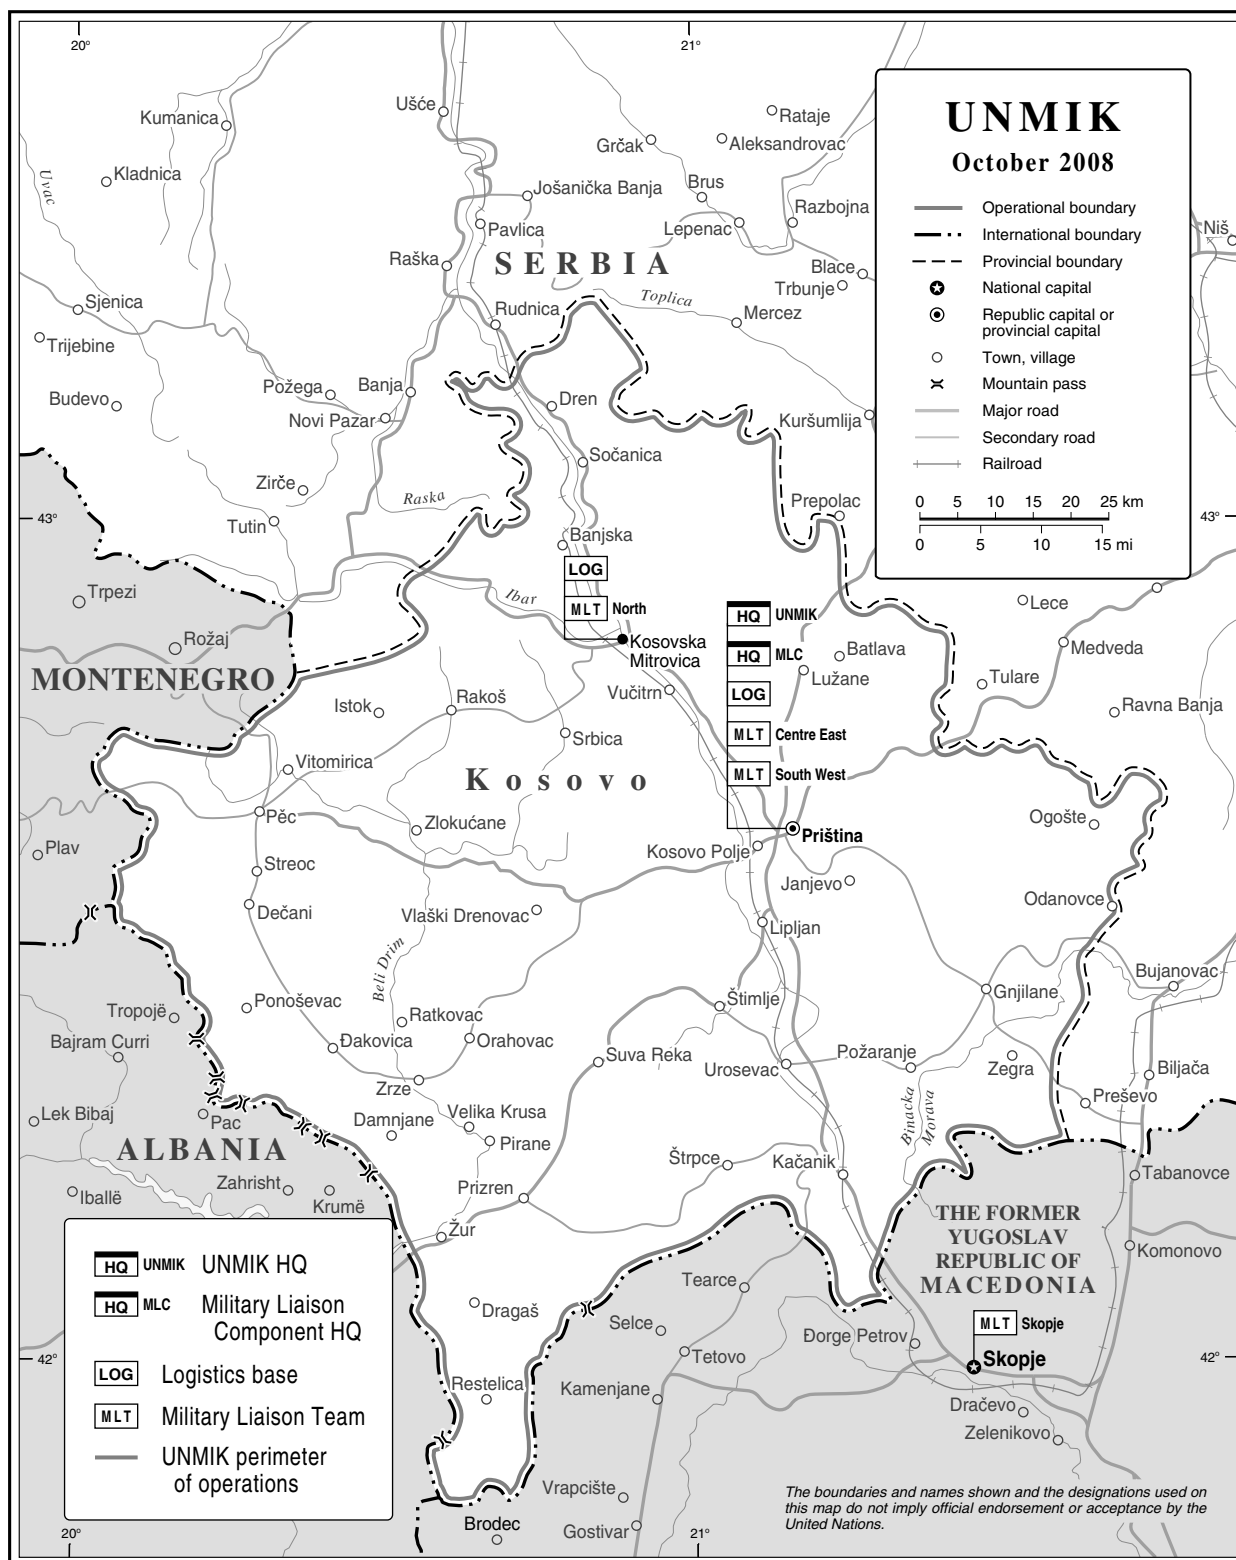 20°
21°
UNMIK
October 2008
Operational boundary
International boundary
Provincial boundary
National capital
Republic capital or
provincial capital
Town, village
Mountain pass
Major road
Secondary road
Railroad
0 5 10 15 20 25 km
0 5 10 15 mi
Ušće
Kumanica
Rataje
Grčak
Aleksandrovac
Kladnica
Uvac
Jošanička Banja
Brus
Razbojna
Pavlica
Lepenac
Niš
SERBIA
Raška
Blace
Trbunje
Toplica
Sjenica
Rudnica
Mercez
Trijebine
Požega
Banja
Budevo
Dren
Novi Pazar
Kuršumlija
Sočanica
Zirče
Raska
Prepolac
43°
43°
Tutin
Banjska
LOG
Trpezi
Ibar
MLT North
HQ UNMIK
Lece
Rožaj
Kosovska
Mitrovica
HQ MLC
Batlava
Medveda
MONTENEGRO
Lužane
Tulare
Vučitrn
LOG
Istok
Rakoš
Ravna Banja
Srbica
MLT Centre East
Vitomirica
Kosovo
MLT South West
Pěc
Zlokućane
Ogošte
Priština
Plav
Kosovo Polje
Streoc
Janjevo
Dečani
Vlaški Drenovac
Odanovce
Lipljan
Beli Drim
Bujanovac
Gnjilane
Ponoševac
Štimlje
Tropojë
Ratkovac
Bajram Curri
Đakovica
Orahovac
Suva Reka
Požaranje
Urosevac
Zegra
Biljača
Zrze
Binacka
Morava
Preševo
Lek Bibaj
Pac
Damnjane
Velika Krusa
Pirane
ALBANIA
Štrpce
Kačanik
Tabanovce
Iballë
Zahrisht
Krumë
Prizren
THE FORMER
YUGOSLAV
REPUBLIC OF
MACEDONIA
Žur
Komonovo
HQ UNMIK UNMIK HQ
HQ MLC Military Liaison
Component HQ
LOG Logistics base
MLT Military Liaison Team
UNMIK perimeter
of operations
Tearce
Dragaš
Selce
MLT Skopje
Đorge Petrov
Tetovo
Skopje
42°
42°
Restelica
Kamenjane
Dračevo
Zelenikovo
Vrapcište
Brodec
Gostivar
The boundaries and names shown and the designations used on
this map do not imply official endorsement or acceptance by the
United Nations.
20°
21°